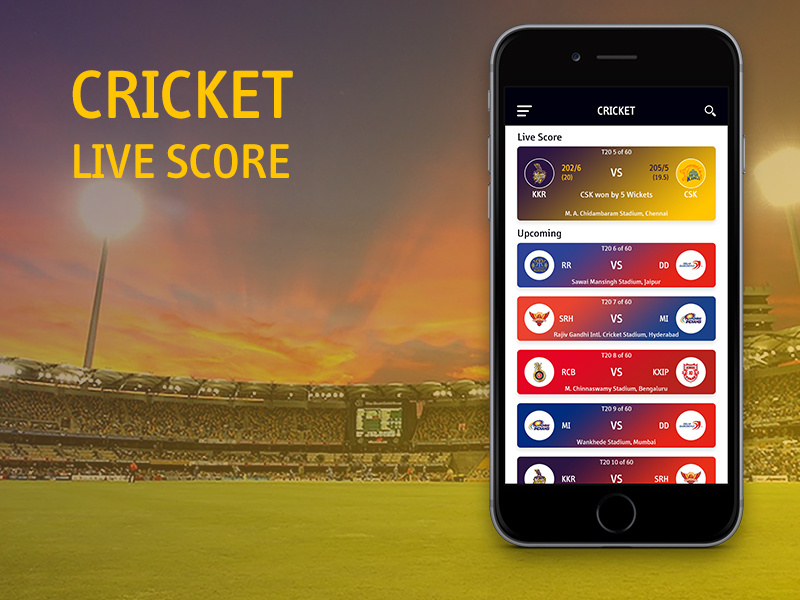 CRICKET
LIVE SCORE
CRICKET
Live Score
T20 5 of 60
202/6
(20)
VS
205/5
(19.5)
KKR
CSK won by 5 Wickets
CSK
M. A. Chidambaram Stadium, Chennai
Upcoming
T20 6 of 60
RR VS DD
Sawai Mansingh Stadium, Jaipur
T20 7 of 60
SRH VS MI
Rajiv Gandhi Intl. Cricket Stadium, Hyderabad
T20 8 of 60
RCB VS KXIP
M. Chinnaswamy Stadium, Bengaluru
T20 9 of 60
MI VS DD
Wankhede Stadium, Mumbai
T20 10 of 60
KKR VS SRH